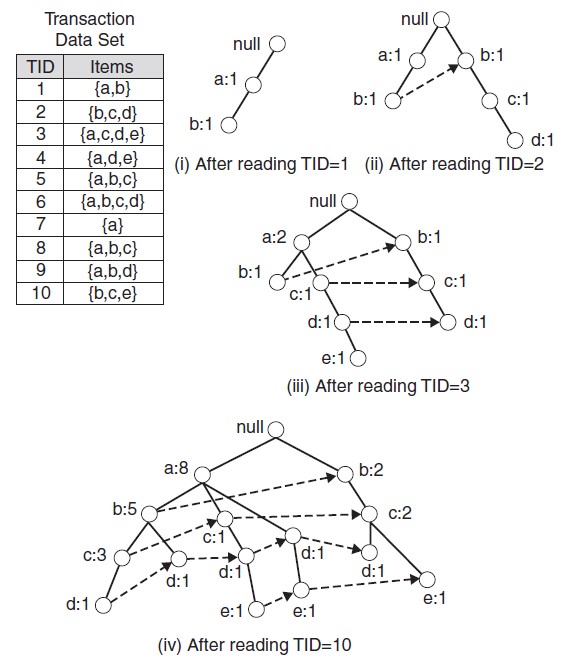 Transaction
Data Set
TID Items
1 {a,b}
2 {b,c,d}
3 {a,c,d,e}
4 {a,d,e}
5 {a,b,c}
6 {a,b,c,d}
7 {a}
8 {a,b,c}
9 {a,b,d}
10 {b,c,e}
null
a:1
b:1
(i) After reading TID=1
null
a:1 b:1
b:1 c:1
d:1
(ii) After reading TID=2
null
a:2 b:1
b:1 c:1 c:1
d:1 d:1
e:1
(iii) After reading TID=3
null
a:8 b:2
b:5 c:1 c:2
c:3 d:1 d:1 d:1 d:1
d:1 e:1 e:1 e:1
(iv) After reading TID=10